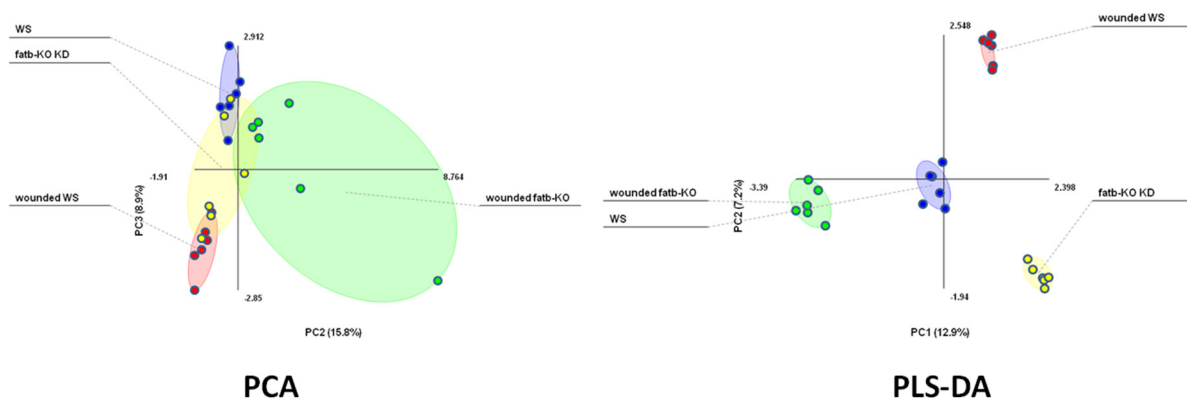 WS
2.912
fatb-KO KD
-1.91
8.764
wounded WS
wounded fatb-KO
PC3 (8.9%)
-2.85
PC2 (15.8%)
PCA
2.548
wounded WS
-3.39
2.398
wounded fatb-KO
fatb-KO KD
WS
PC2 (7.2%)
-1.94
PC1 (12.9%)
PLS-DA